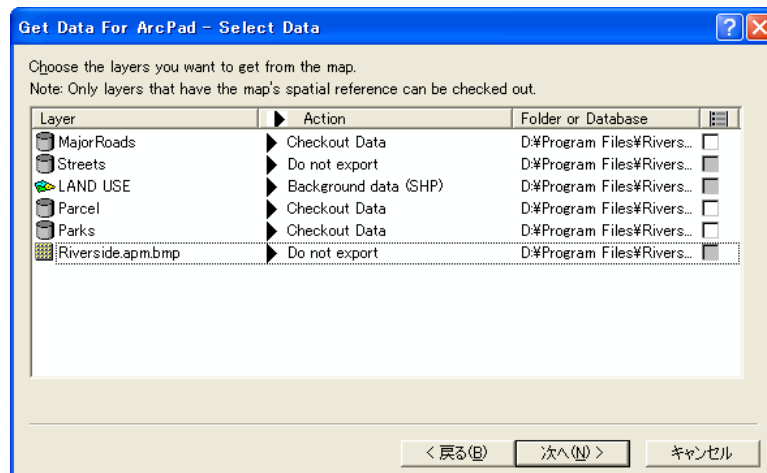 Get Data For ArcPad - Select Data
Choose the layers you want to get from the map.
Note: Only layers that have the map's spatial reference can be checked out.
Layer Action Folder or Database
MajorRoads Checkout Data D:¥Program Files¥Rivers...
Streets Do not export D:¥Program Files¥Rivers...
LAND USE Background data (SHP) D:¥Program Files¥Rivers...
Parcel Checkout Data D:¥Program Files¥Rivers...
Parks Checkout Data D:¥Program Files¥Rivers...
Riverside.apm.bmp Do not export D:¥Program Files¥Rivers...
< 戻る(B) 次へ(N) > キャンセル